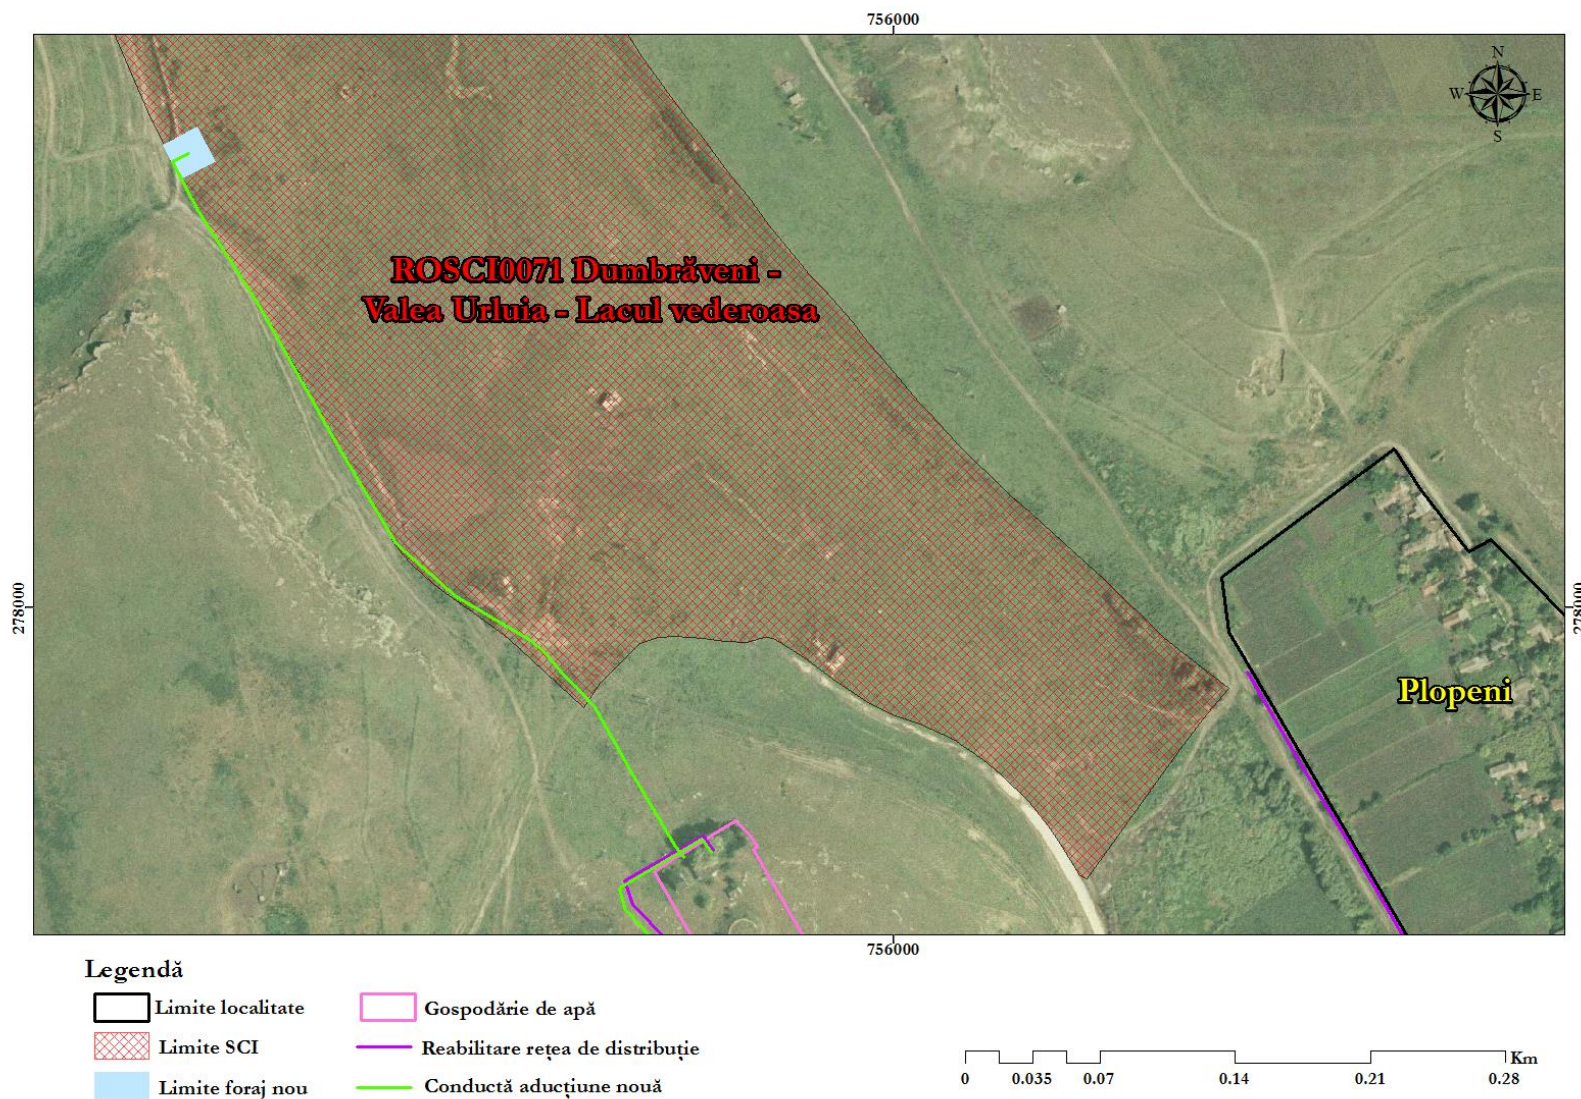 756000
N
W E
S
ROSCI0071 Dumbrăveni -
Valea Urluia - Lacul vederoasa
278000
278000
Plopeni
756000
Legendă
Limite localitate
Gospodărie de apă
Limite SCI
Reabilitare rețea de distribuție
Limite foraj nou
Conductă aducțiune nouă
Km
0 0.035 0.07 0.14 0.21 0.28